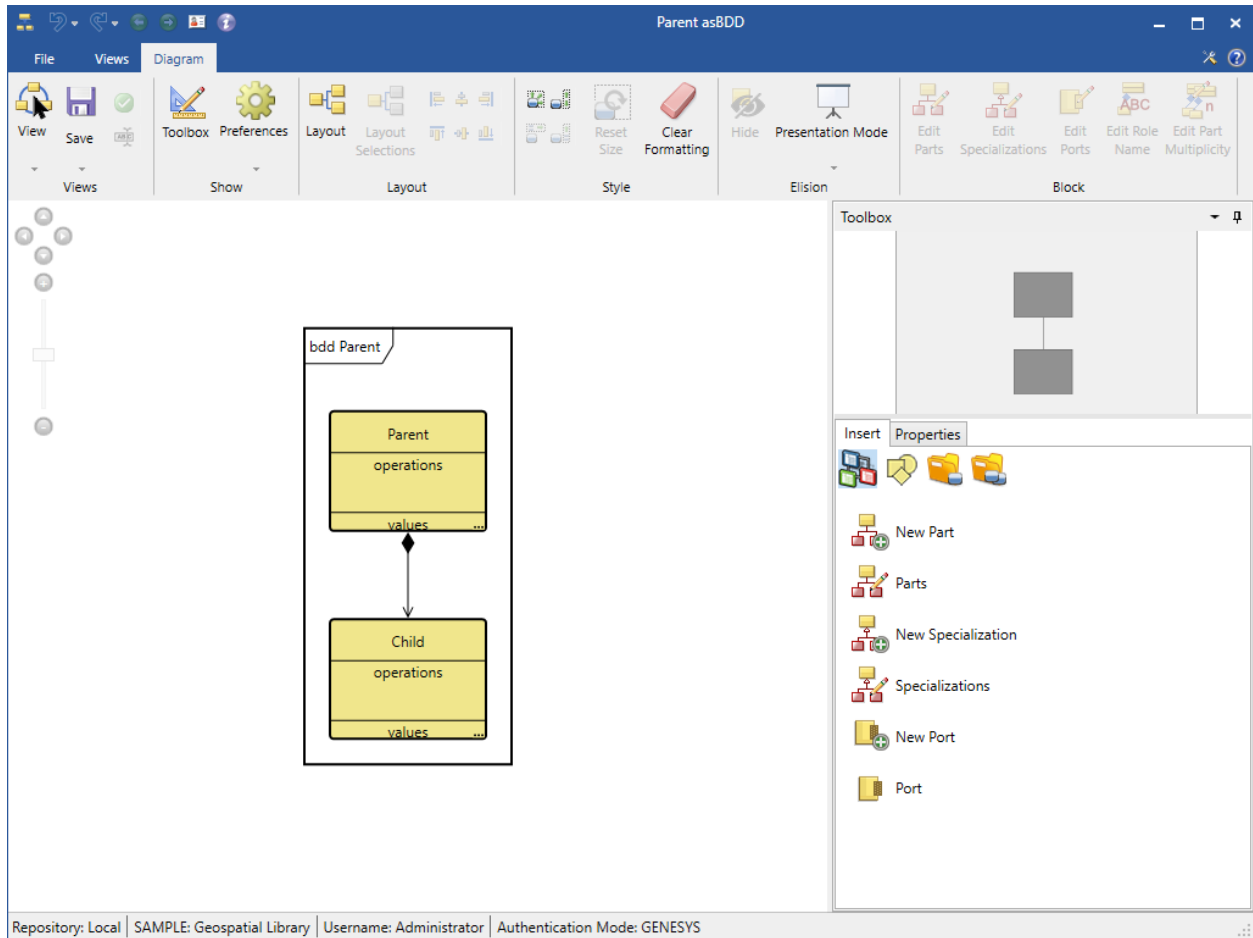 Parent asBDD
File Views Diagram
View Save Toolbox Preferences Layout Layout Selections Reset Size Clear Formatting Hide Presentation Mode Edit Parts Edit Specializations Edit Ports Edit Role Name Edit Part Multiplicity
ABC
n
Views Show Layout Style Elision Block
Toolbox
bdd Parent
Parent
operations
values
...
Child
operations
values
...
Insert Properties
New Part
Parts
New Specialization
Specializations
New Port
Port
Repository: Local SAMPLE: Geospatial Library Username: Administrator Authentication Mode: GENESYS